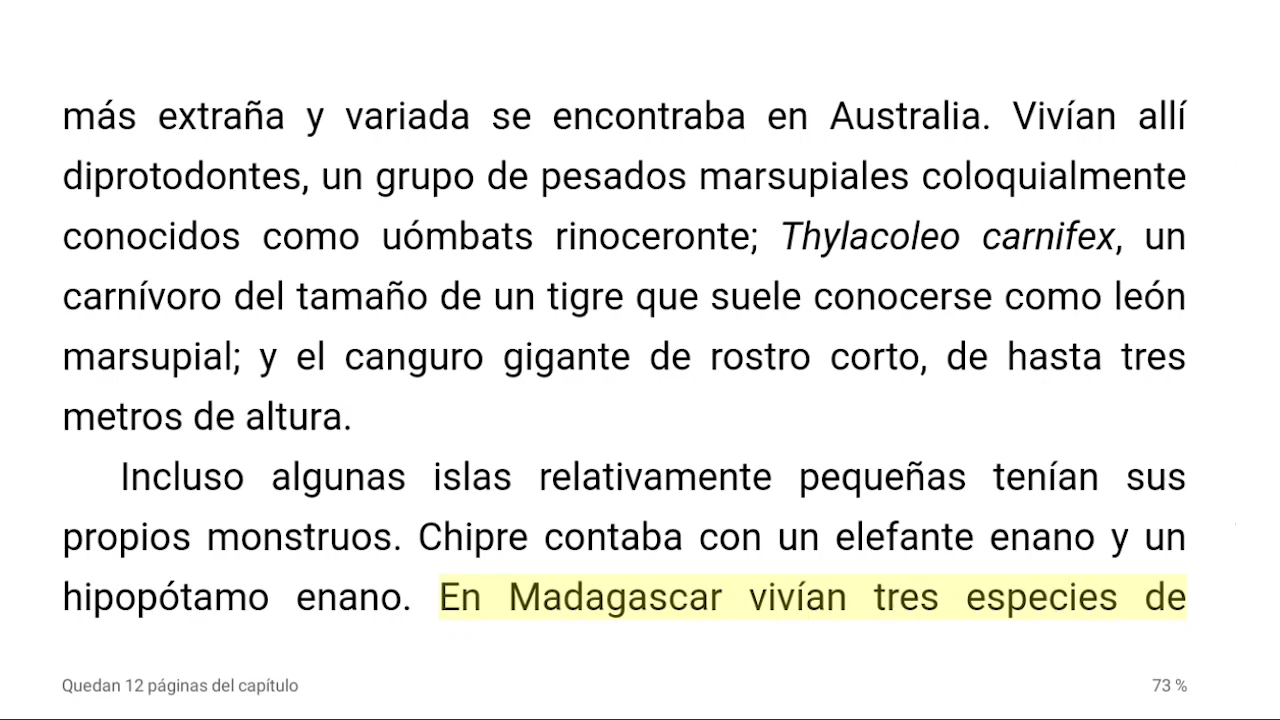 más extraña y variada se encontraba en Australia. Vivían allí
diprotodontes, un grupo de pesados marsupiales coloquialmente
conocidos como uómbats rinoceronte; Thylacoleo carnifex, un
carnívoro del tamaño de un tigre que suele conocerse como león
marsupial; y el canguro gigante de rostro corto, de hasta tres
metros de altura.
Incluso algunas islas relativamente pequeñas tenían sus
propios monstruos. Chipre contaba con un elefante enano y un
hipopótamo enano. En Madagascar vivían tres especies de
Quedan 12 páginas del capítulo
73 %